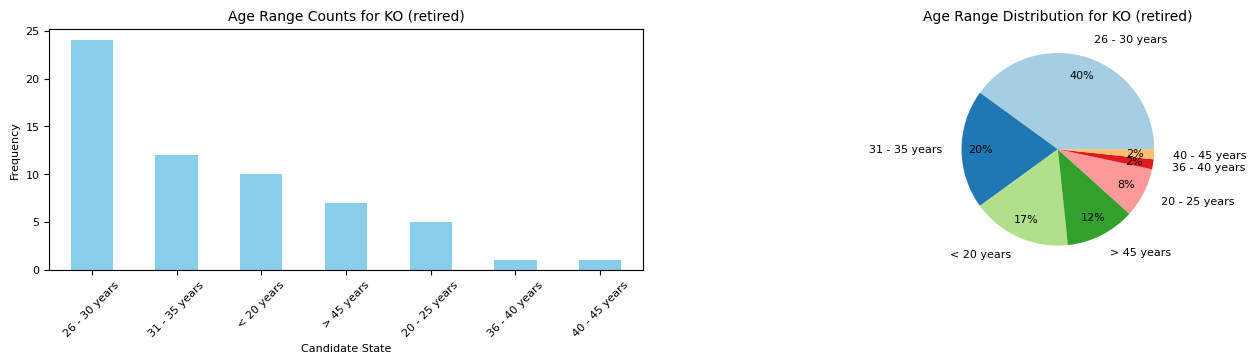 Age Range Counts for KO (retired)
25
20
15
10
5
0
Frequency
26 - 30 years
31 - 35 years
< 20 years
> 45 years
20 - 25 years
36 - 40 years
40 - 45 years
Candidate State
Age Range Distribution for KO (retired)
26 - 30 years
40%
31 - 35 years
20%
< 20 years
17%
> 45 years
12%
20 - 25 years
8%
36 - 40 years
2%
40 - 45 years
2%